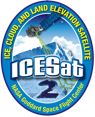 ICE, CLOUD, AND LAND ELEVATION SATELLITE
ICESat
2
NASA Goddard Space Flight Center